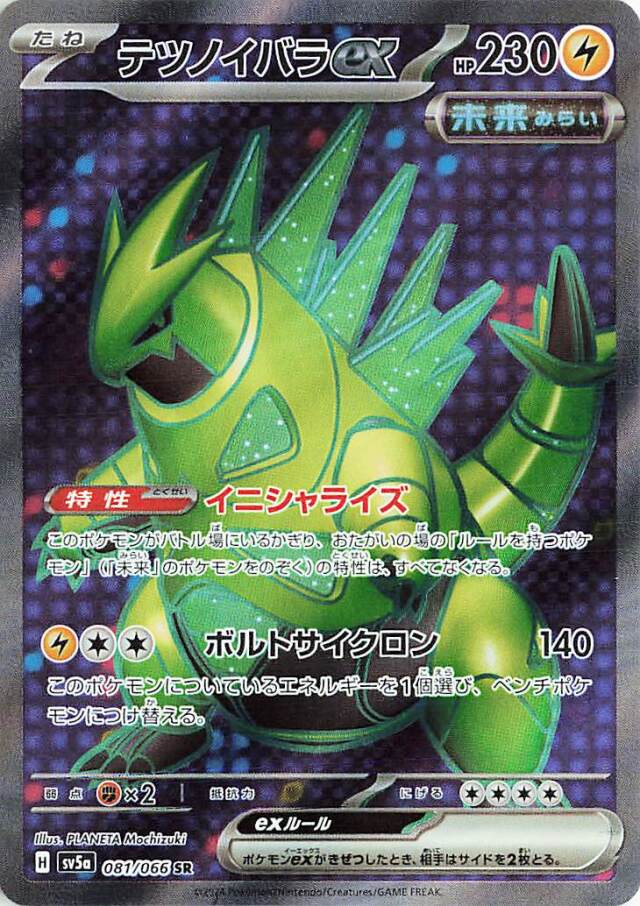 たね テツノイバラex HP230
未来 みらい
特性 とくせい イニシャライズ
このポケモンがバトル場にいるかぎり、おたがいの場の「ルールを持つポケ
モン」(「未来」のポケモンをのぞく)の特性は、すべてなくなる。
ボルトサイクロン 140
このポケモンについているエネルギーを1個選び、ベンチポケ
モンにつけ替える。
弱点 ×2 抵抗力 にげる
exルール
ポケモンexがきぜつしたとき、相手はサイドを2枚とる。
Illus. PLANETA Mochizuki
H sv5a 081/066 SR
©2024 Pokémon/Nintendo/Creatures/GAME FREAK.